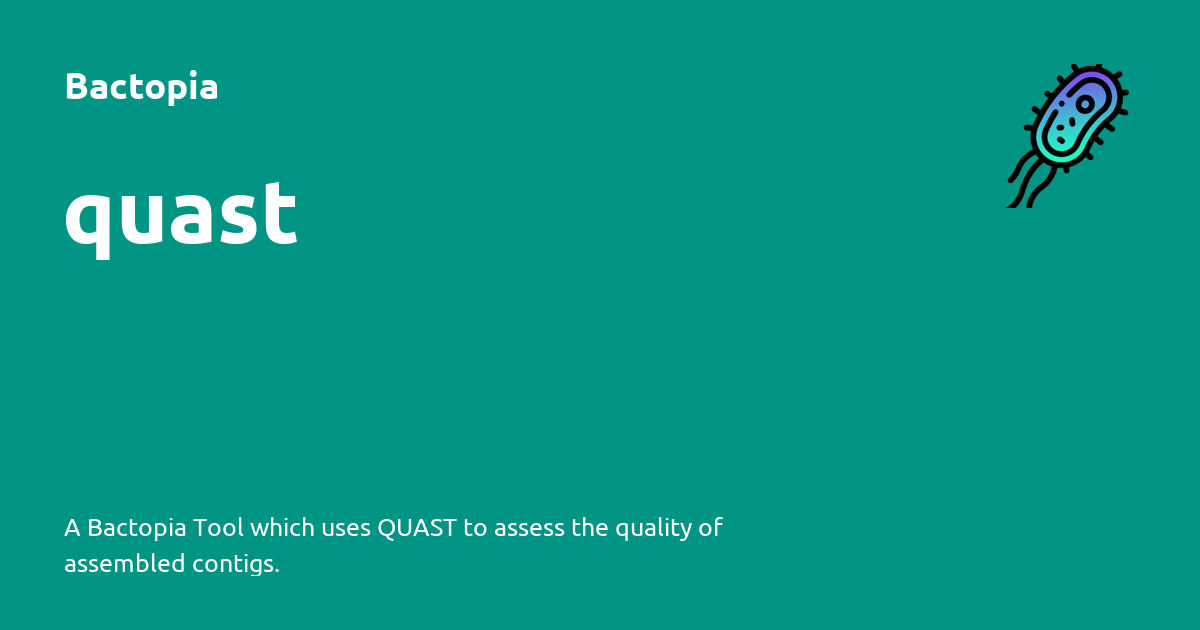 Bactopia
quast
A Bactopia Tool which uses QUAST to assess the quality of
assembled contigs.